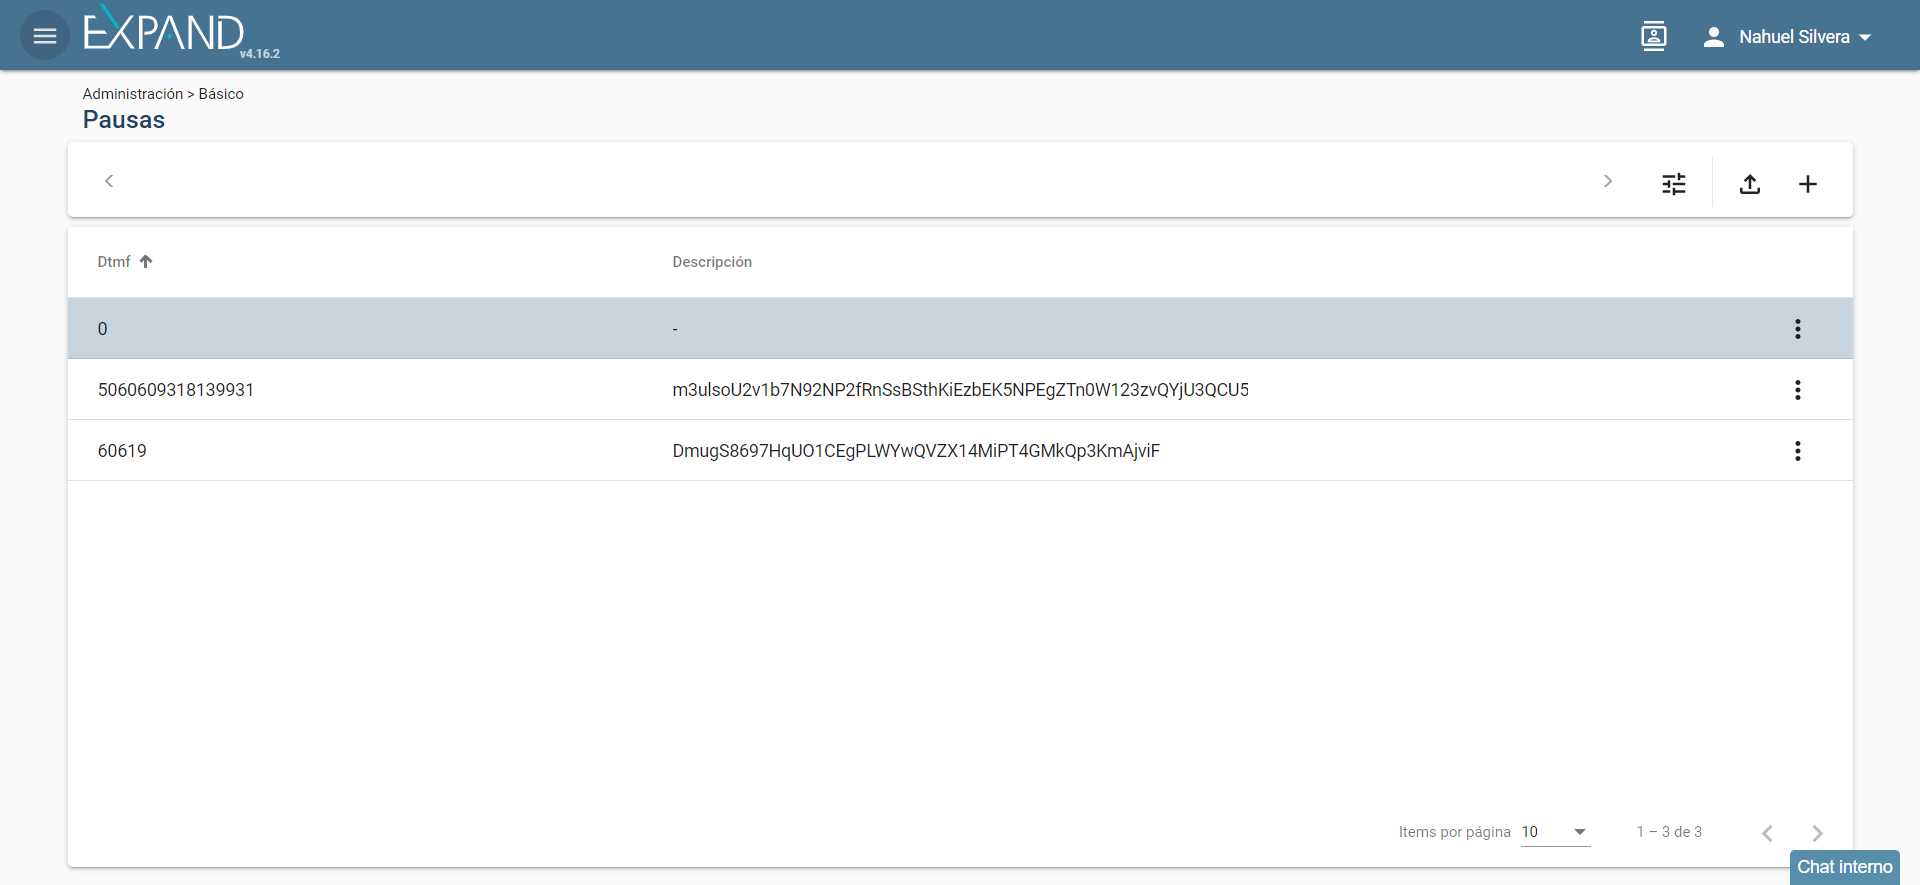 EXPAND
v4.16.2
Nahuel Silvera
Administración > Básico
Pausas
Dtmf
Descripción
0
-
5060609318139931
m3ulsoU2v1b7N92NP2fRnSsBSthKiEzbEK5NPEgZTn0W123zvQYjU3QCU5
60619
DmugS8697HqUO1CEgPLWYwQVZX14MiPT4GMkQp3KmAjviF
Items por página 10
1 – 3 de 3
Chat interno